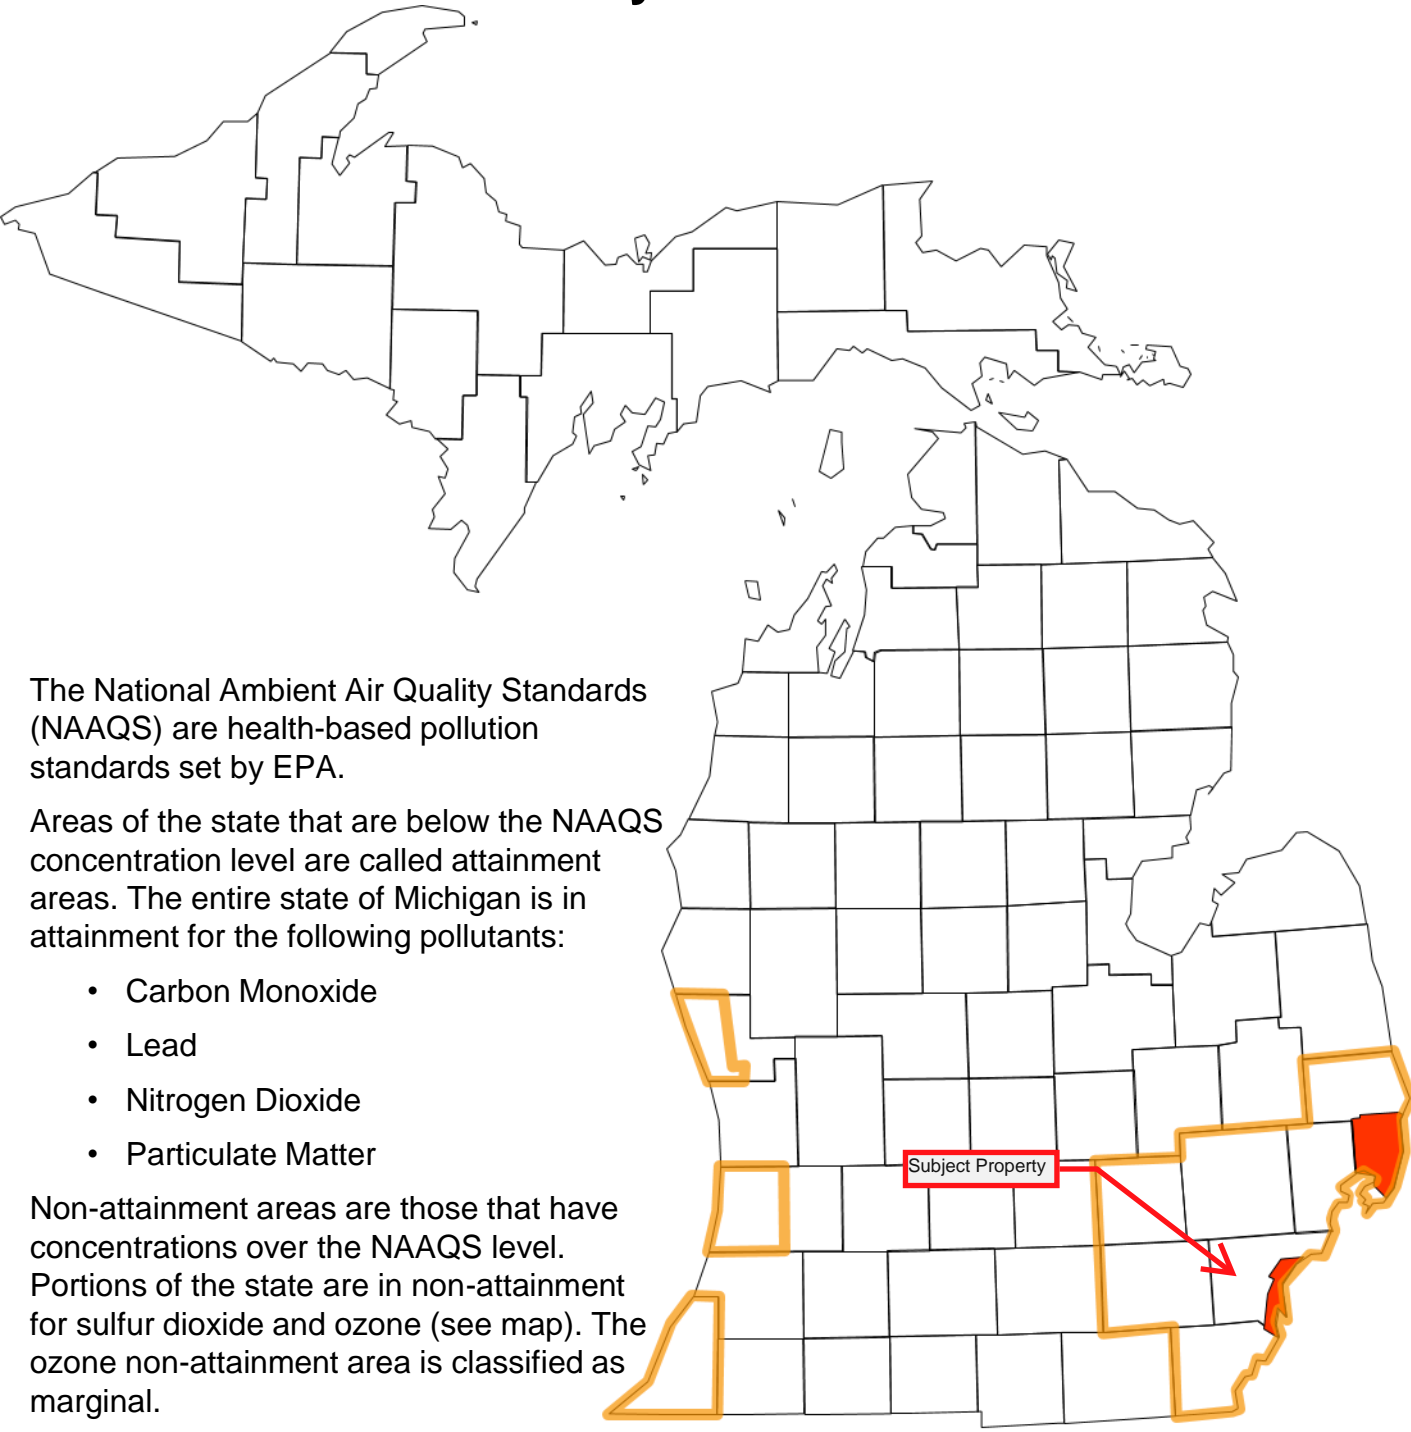 The National Ambient Air Quality Standards
(NAAQS) are health-based pollution
standards set by EPA.
Areas of the state that are below the NAAQS
concentration level are called attainment
areas. The entire state of Michigan is in
attainment for the following pollutants:
• Carbon Monoxide
• Lead
• Nitrogen Dioxide
• Particulate Matter
Subject Property
Non-attainment areas are those that have
concentrations over the NAAQS level.
Portions of the state are in non-attainment
for sulfur dioxide and ozone (see map). The
ozone non-attainment area is classified as
marginal.